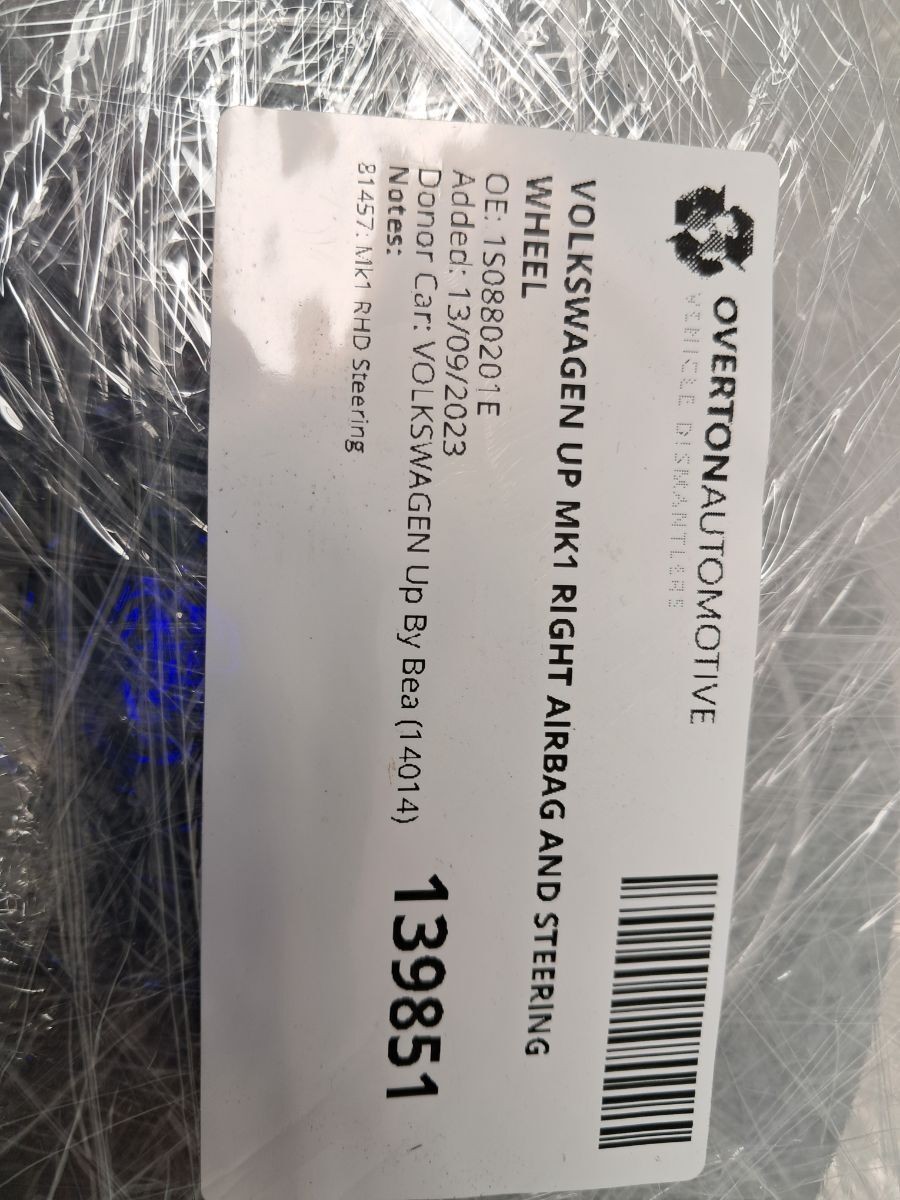 OVERTONAUTOMOTIVE
VEHICLE DISMANTLERS
VOLKSWAGEN UP MK1 RIGHT AIRBAG AND STEERING
WHEEL
OE: 1S0880201E
Added: 13/09/2023
Donor Car: VOLKSWAGEN Up By Bea (14014)
Notes:
81457: Mk1 RHD Steering
139851